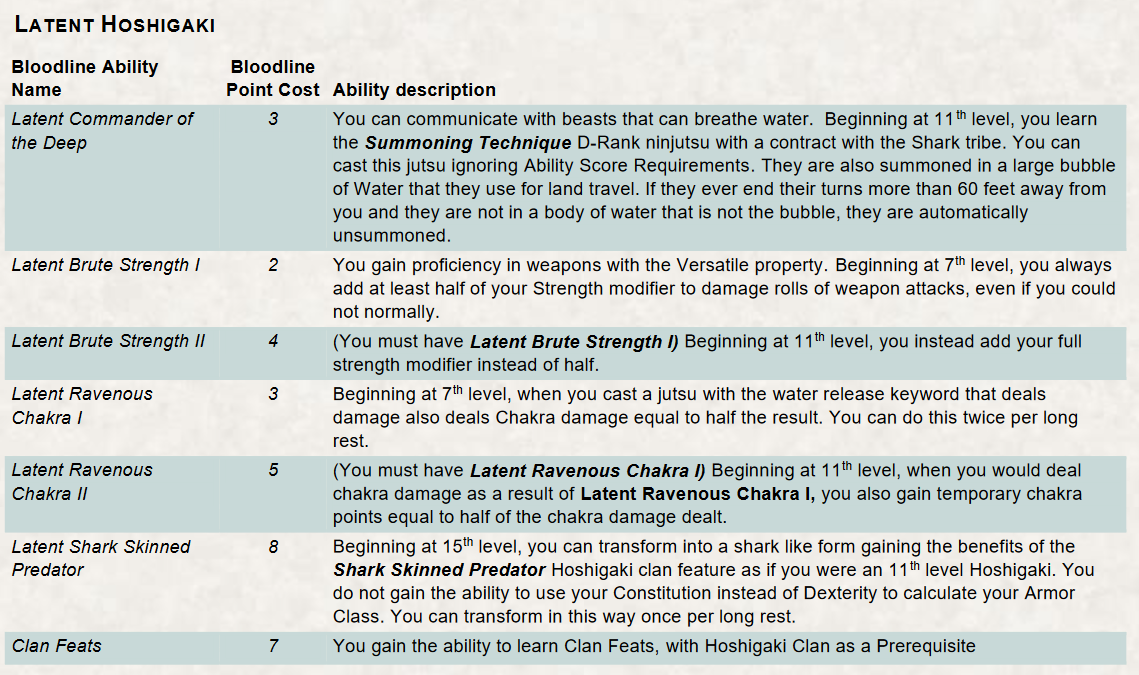 LATENT HOSHIGAKI
Bloodline Ability Bloodline
Name Point Cost Ability description
Latent Commander of 3 You can communicate with beasts that can breathe water. Beginning at 11th level, you learn
the Deep the Summoning Technique D-Rank ninjutsu with a contract with the Shark tribe. You can
cast this jutsu ignoring Ability Score Requirements. They are also summoned in a large bubble
of Water that they use for land travel. If they ever end their turns more than 60 feet away from
you and they are not in a body of water that is not the bubble, they are automatically
unsummoned.
Latent Brute Strength I 2 You gain proficiency in weapons with the Versatile property. Beginning at 7th level, you always
add at least half of your Strength modifier to damage rolls of weapon attacks, even if you could
not normally.
Latent Brute Strength II 4 (You must have Latent Brute Strength I) Beginning at 11th level, you instead add your full
strength modifier instead of half.
Latent Ravenous 3 Beginning at 7th level, when you cast a jutsu with the water release keyword that deals
Chakra I damage also deals Chakra damage equal to half the result. You can do this twice per long
rest.
Latent Ravenous 5 (You must have Latent Ravenous Chakra I) Beginning at 11th level, when you would deal
Chakra II chakra damage as a result of Latent Ravenous Chakra I, you also gain temporary chakra
points equal to half of the chakra damage dealt.
Latent Shark Skinned 8 Beginning at 15th level, you can transform into a shark like form gaining the benefits of the
Predator Shark Skinned Predator Hoshigaki clan feature as if you were an 11th level Hoshigaki. You
do not gain the ability to use your Constitution instead of Dexterity to calculate your Armor
Class. You can transform in this way once per long rest.
Clan Feats 7 You gain the ability to learn Clan Feats, with Hoshigaki Clan as a Prerequisite